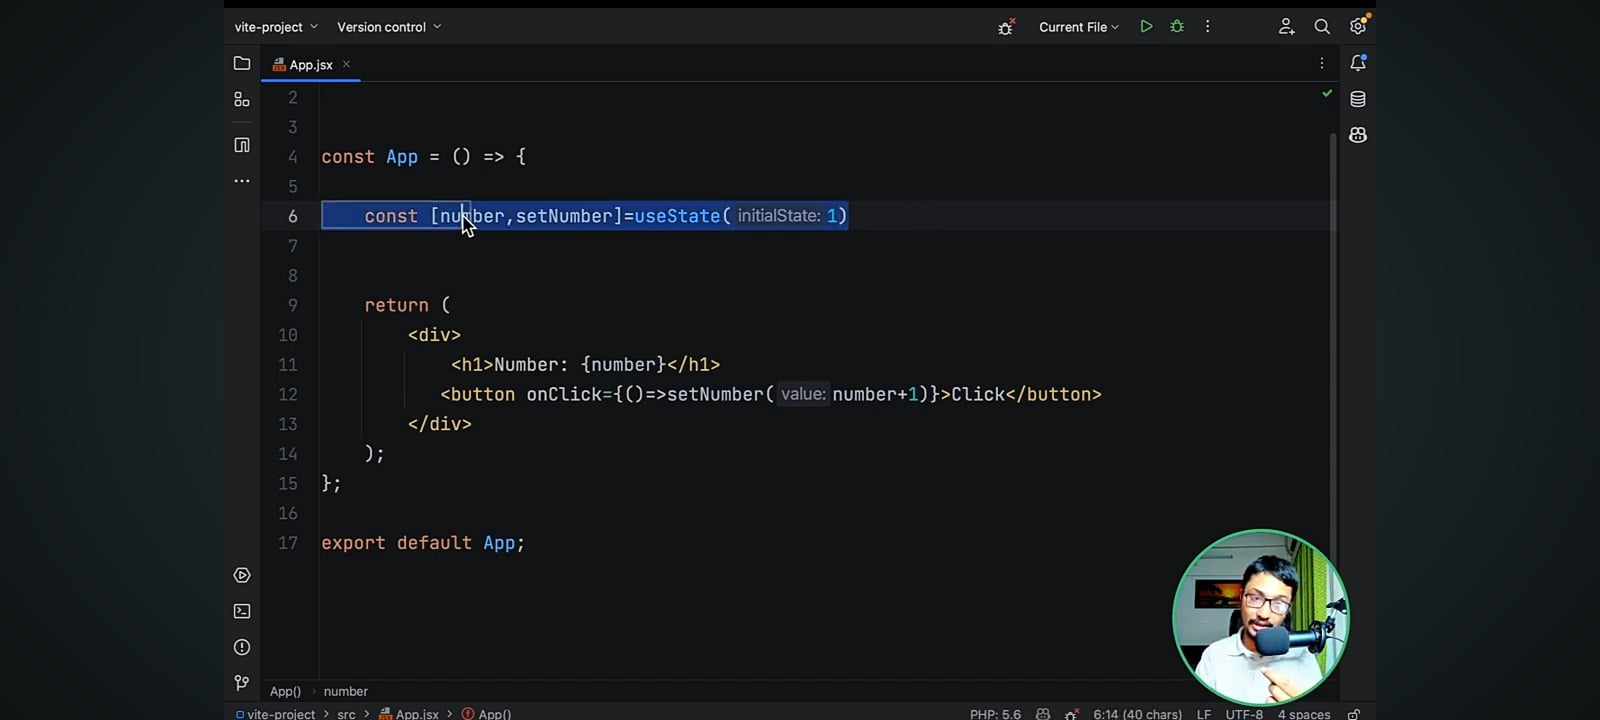 vite-project Version control Current File
App.jsx
2
3
4 const App = () => {
5
6 const [number,setNumber]=useState( initialState: 1)
7
8
9 return (
10 <div>
11 <h1>Number: {number}</h1>
12 <button onClick={()=>setNumber( value: number+1)}>Click</button>
13 </div>
14 );
15 };
16
17 export default App;
App() › number
vite-project > src > App.jsx > App() PHP: 5.6 6:14 (40 chars) LF UTF-8 4 spaces